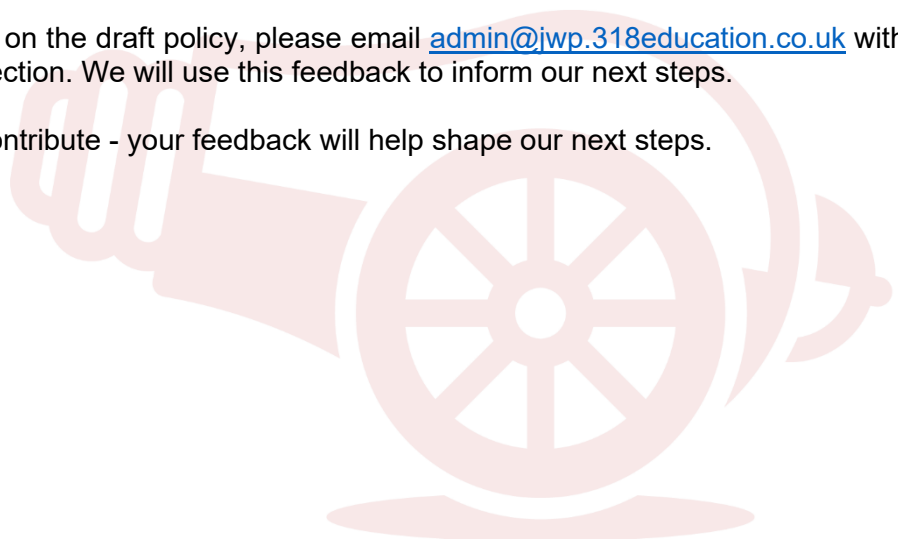 on the draft policy, please email admin@jwp.318education.co.uk with
ection. We will use this feedback to inform our next steps.
ontribute - your feedback will help shape our next steps.